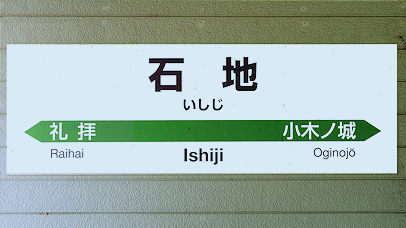 石 地
いしじ
礼 拝 小木ノ城
Raihai Ishiji Oginojō